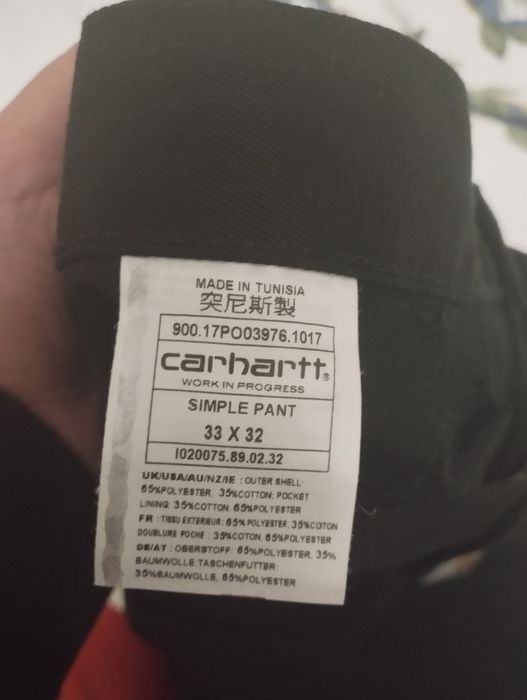 MADE IN TUNISIA
突尼斯製
900.17PO03976.1017
carhartt®
WORK IN PROGRESS
SIMPLE PANT
33 X 32
I020075.89.02.32
UK/USA/AU/NZ/IE : OUTER SHELL:
65%POLYESTER, 35%COTTON; POCKET
LINING: 35%COTTON, 65%POLYESTER
FR : TISSU EXTERIEUR: 65% POLYESTER, 35%COTON
DOUBLURE POCHE : 35%COTON, 65%POLYESTER
DE/AT : OBERSTOFF: 65%POLYESTER, 35%
BAUMWOLLE;TASCHENFUTTER:
35%BAUMWOLLE, 65%POLYESTER